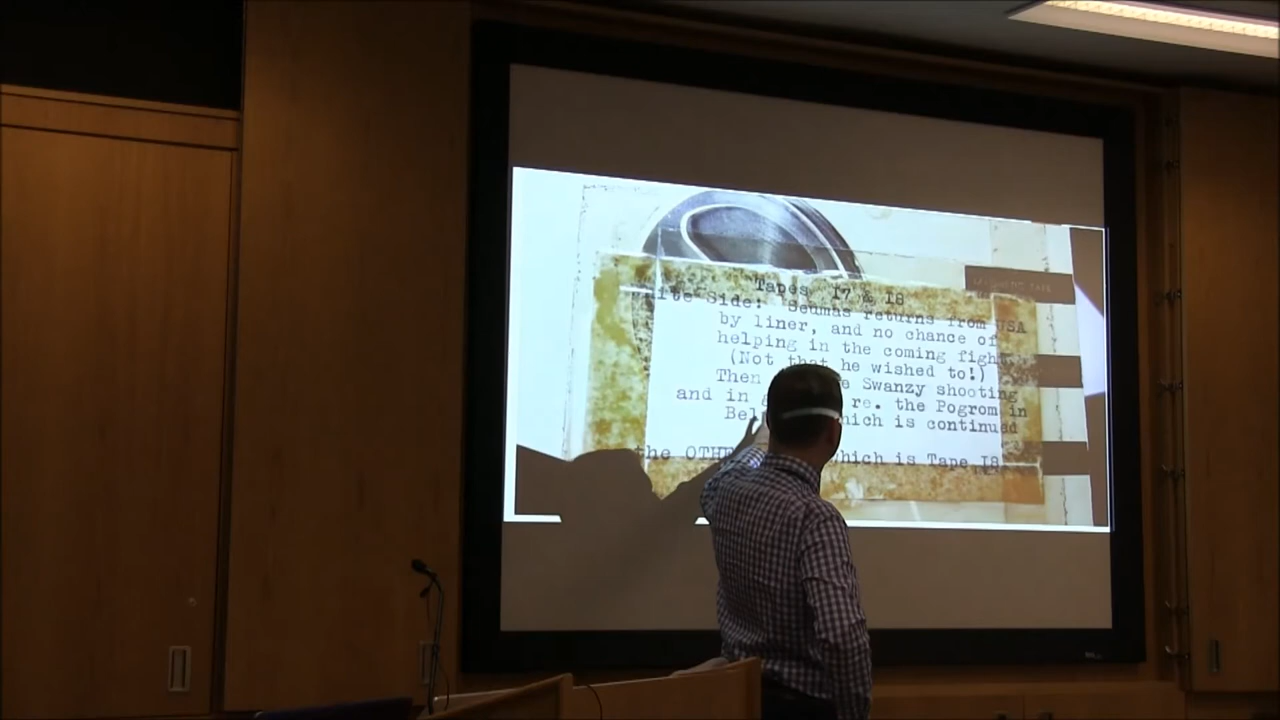 Tapes 17 & 18
Side: Seumas returns from USA
by liner, and no chance of
helping in the coming fight.
(Not that he wished to!)
Then Swanzy shooting
and in re. the Pogrom in
which is continued
the which is Tape 18